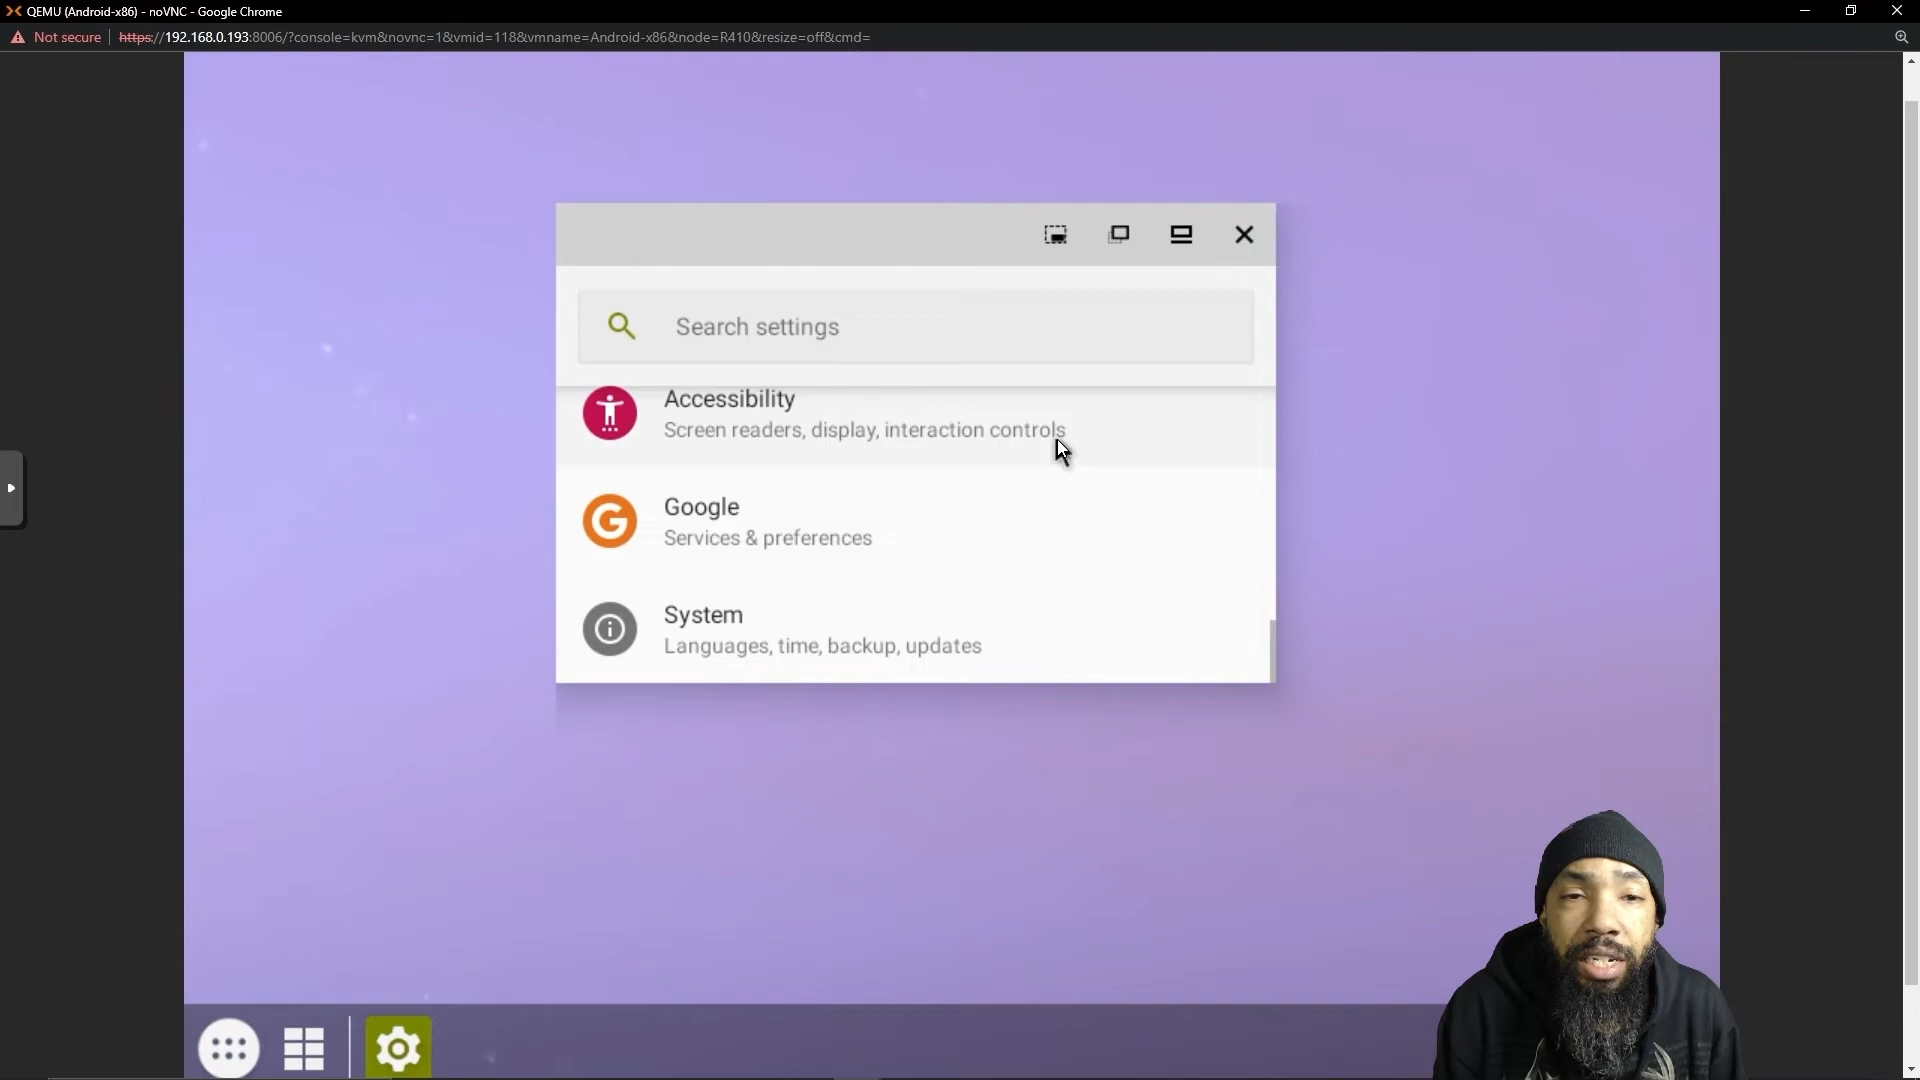 QEMU (Android-x86) - noVNC - Google Chrome
Not secure
https://192.168.0.193:8006/?console=kvm&novnc=1&vmid=118&vmname=Android-x86&node=R410&resize=off&cmd=
Search settings
Accessibility
Screen readers, display, interaction controls
Google
Services & preferences
System
Languages, time, backup, updates